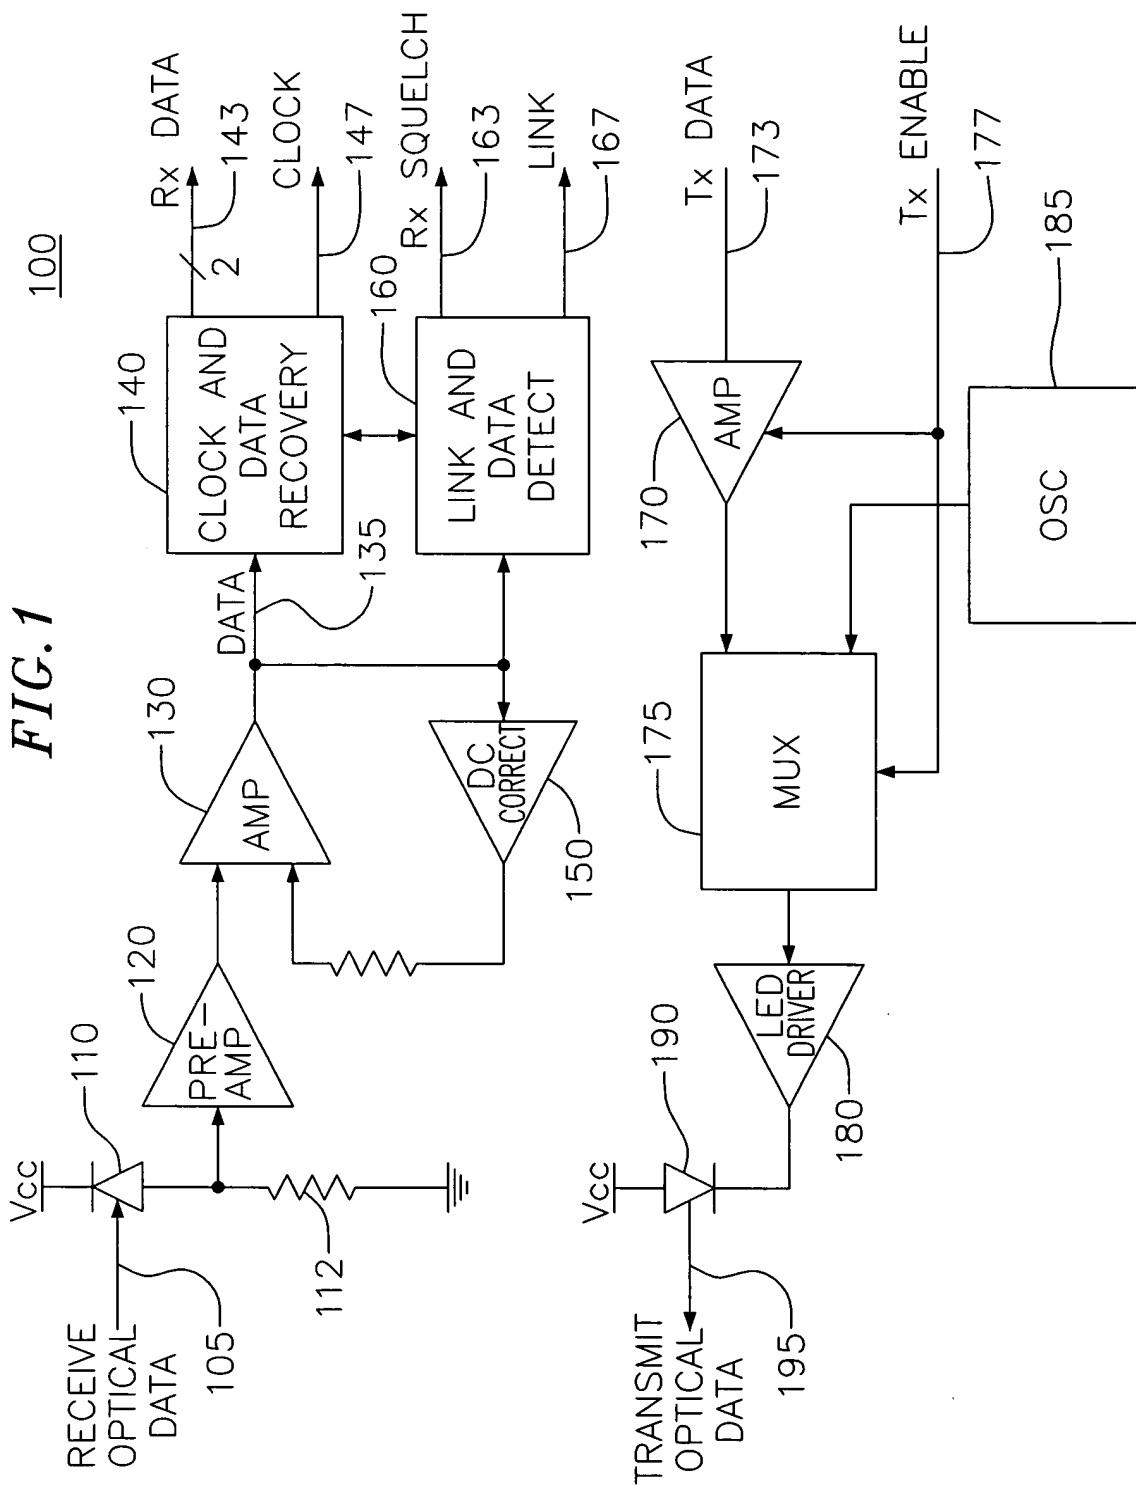 FIG. 1
100
Vcc
110
120
130
140
RECEIVE
OPTICAL
DATA
105
112
PRE-
AMP
AMP
DATA
135
CLOCK AND
DATA
RECOVERY
Rx DATA
143
2
CLOCK
147
DC
CORRECT
150
160
LINK AND
DATA
DETECT
Rx SQUELCH
163
LINK
167
Vcc
190
TRANSMIT
OPTICAL
DATA
195
LED
DRIVER
180
175
MUX
170
AMP
Tx DATA
173
Tx ENABLE
177
OSC
185